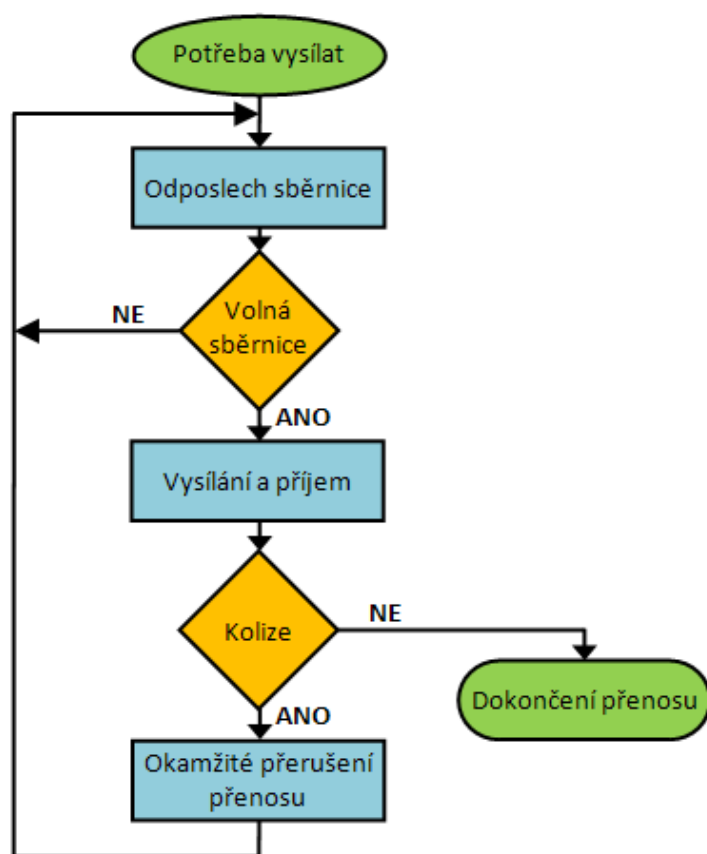 Potřeba vysílat
Odposlech sběrnice
NE
Volná
sběrnice
ANO
Vysílání a příjem
Kolize
NE
Dokončení přenosu
ANO
Okamžité přerušení
přenosu